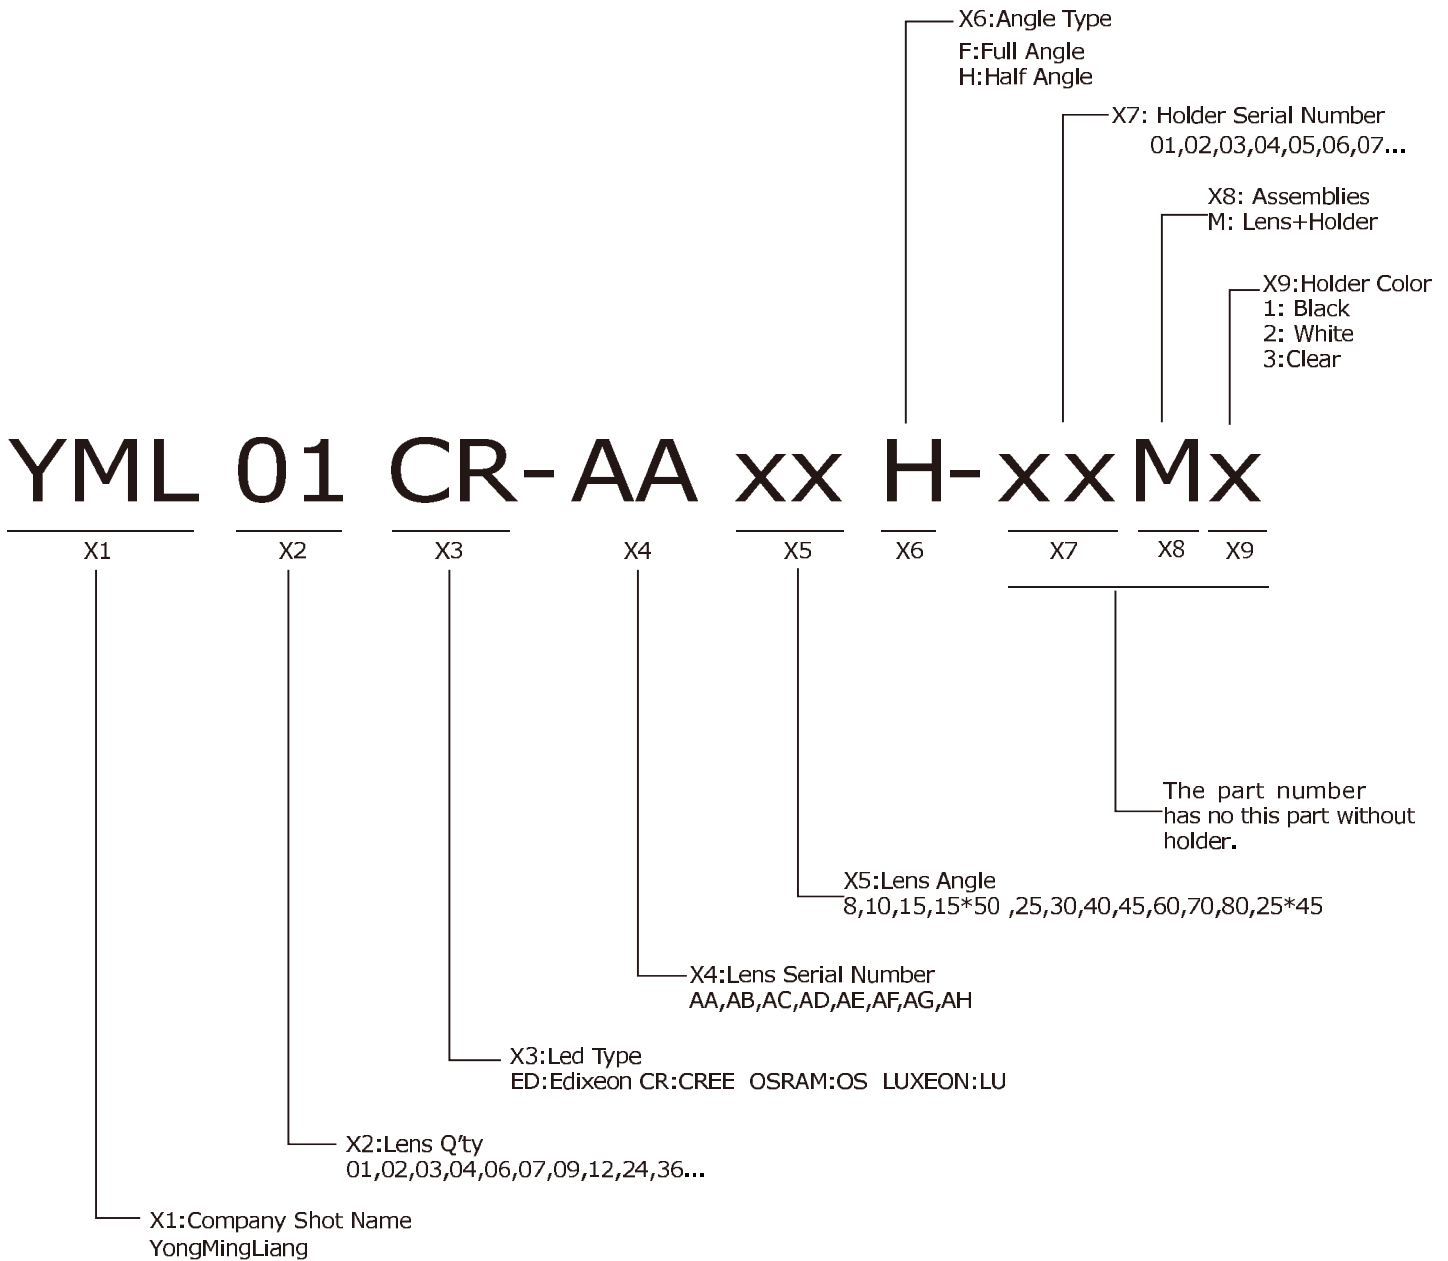 X6:Angle Type
F:Full Angle
H:Half Angle
X7: Holder Serial Number
01,02,03,04,05,06,07...
X8: Assemblies
M: Lens+Holder
X9:Holder Color
1: Black
2: White
3:Clear
YML 01 CR-AA xx H-xxMx
X1 X2 X3 X4 X5 X6 X7 X8 X9
The part number
has no this part without
holder.
X5:Lens Angle
8,10,15,15*50 ,25,30,40,45,60,70,80,25*45
X4:Lens Serial Number
AA,AB,AC,AD,AE,AF,AG,AH
X3:Led Type
ED:Edixeon CR:CREE OSRAM:OS LUXEON:LU
X2:Lens Q'ty
01,02,03,04,06,07,09,12,24,36...
X1:Company Shot Name
YongMingLiang